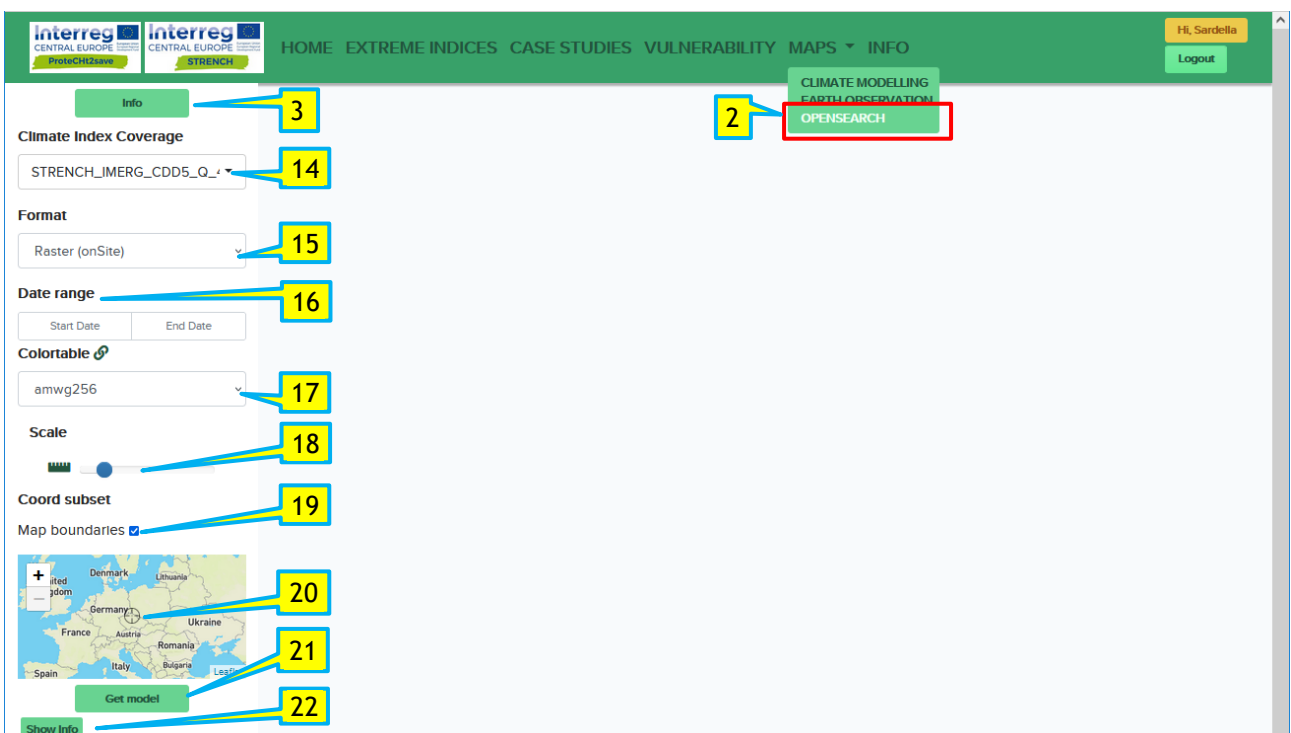 Interreg
CENTRAL EUROPE
ProteCHt2save
Interreg
CENTRAL EUROPE
STRENCH
HOME EXTREME INDICES CASE STUDIES VULNERABILITY MAPS INFO
Hi, Sardella
Logout
CLIMATE MODELLING
EARTH OBSERVATION
OPENSEARCH
2
Info
3
Climate Index Coverage
STRENCH_IMERG_CDD5_Q_
14
Format
Raster (onSite)
15
Date range
16
Start Date End Date
Colortable
amwg256
17
Scale
18
Coord subset
19
Map boundaries
+
−
ited
gdom
Denmark
Lithuania
Germany
20
Ukraine
France
Austria
Romania
21
Italy
Bulgaria
Spain
Leafl
Get model
22
Show Info